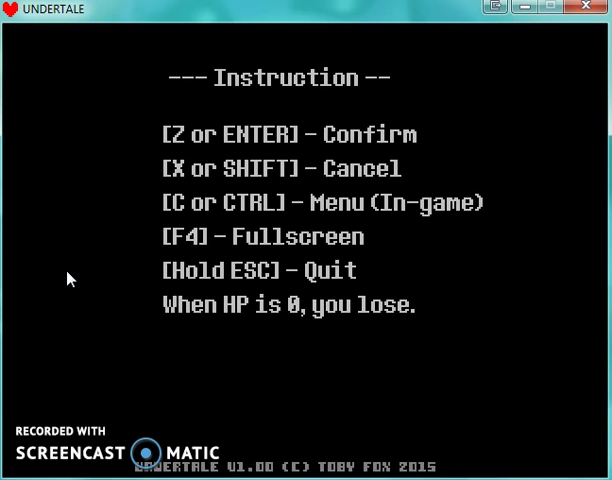 UNDERTALE
--- Instruction --
[Z or ENTER] - Confirm
[X or SHIFT] - Cancel
[C or CTRL] - Menu (In-game)
[F4] - Fullscreen
[Hold ESC] - Quit
When HP is 0, you lose.
RECORDED WITH
SCREENCAST MATIC
UNDERTALE V1.00 (C) TOBY FOX 2015